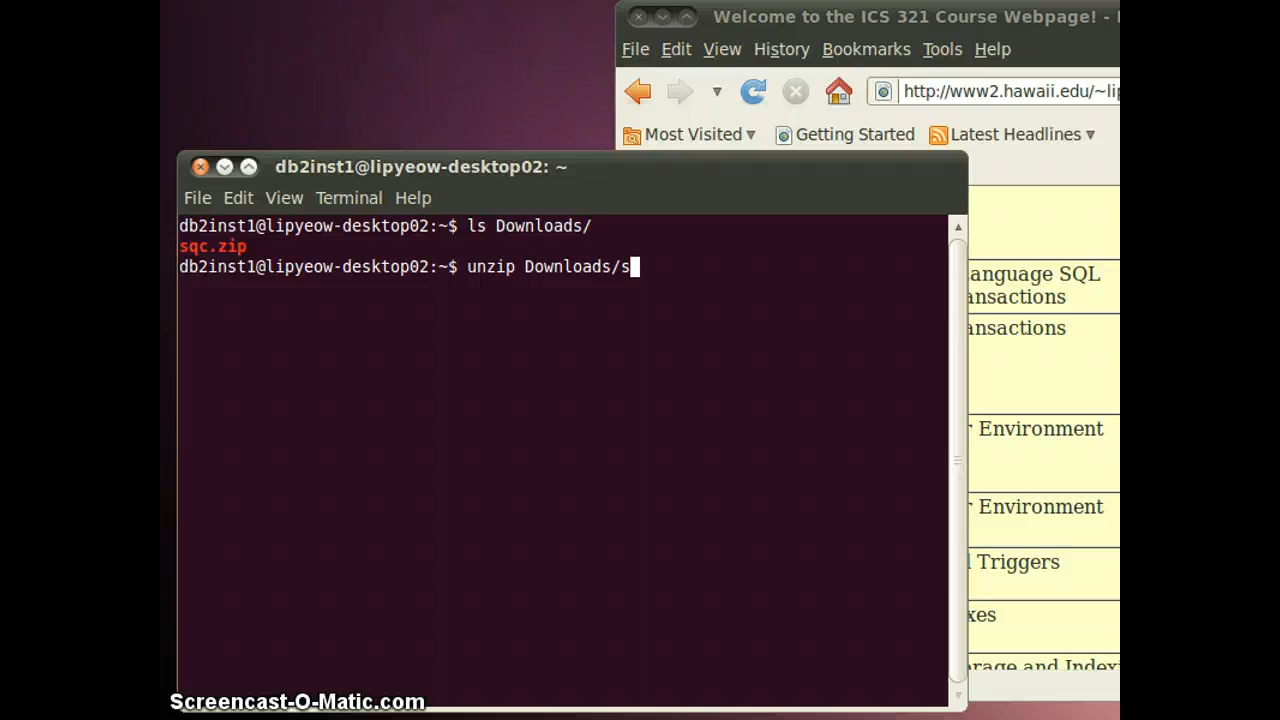 Welcome to the ICS 321 Course Webpage! -
File Edit View History Bookmarks Tools Help
http://www2.hawaii.edu/~lip
Most Visited Getting Started Latest Headlines
db2inst1@lipyeow-desktop02: ~
File Edit View Terminal Help
db2inst1@lipyeow-desktop02:~$ ls Downloads/
sqc.zip
db2inst1@lipyeow-desktop02:~$ unzip Downloads/s
anguage SQL
ansactions
ansactions
r Environment
r Environment
Triggers
xes
rage and Indexi
Screencast-O-Matic.com